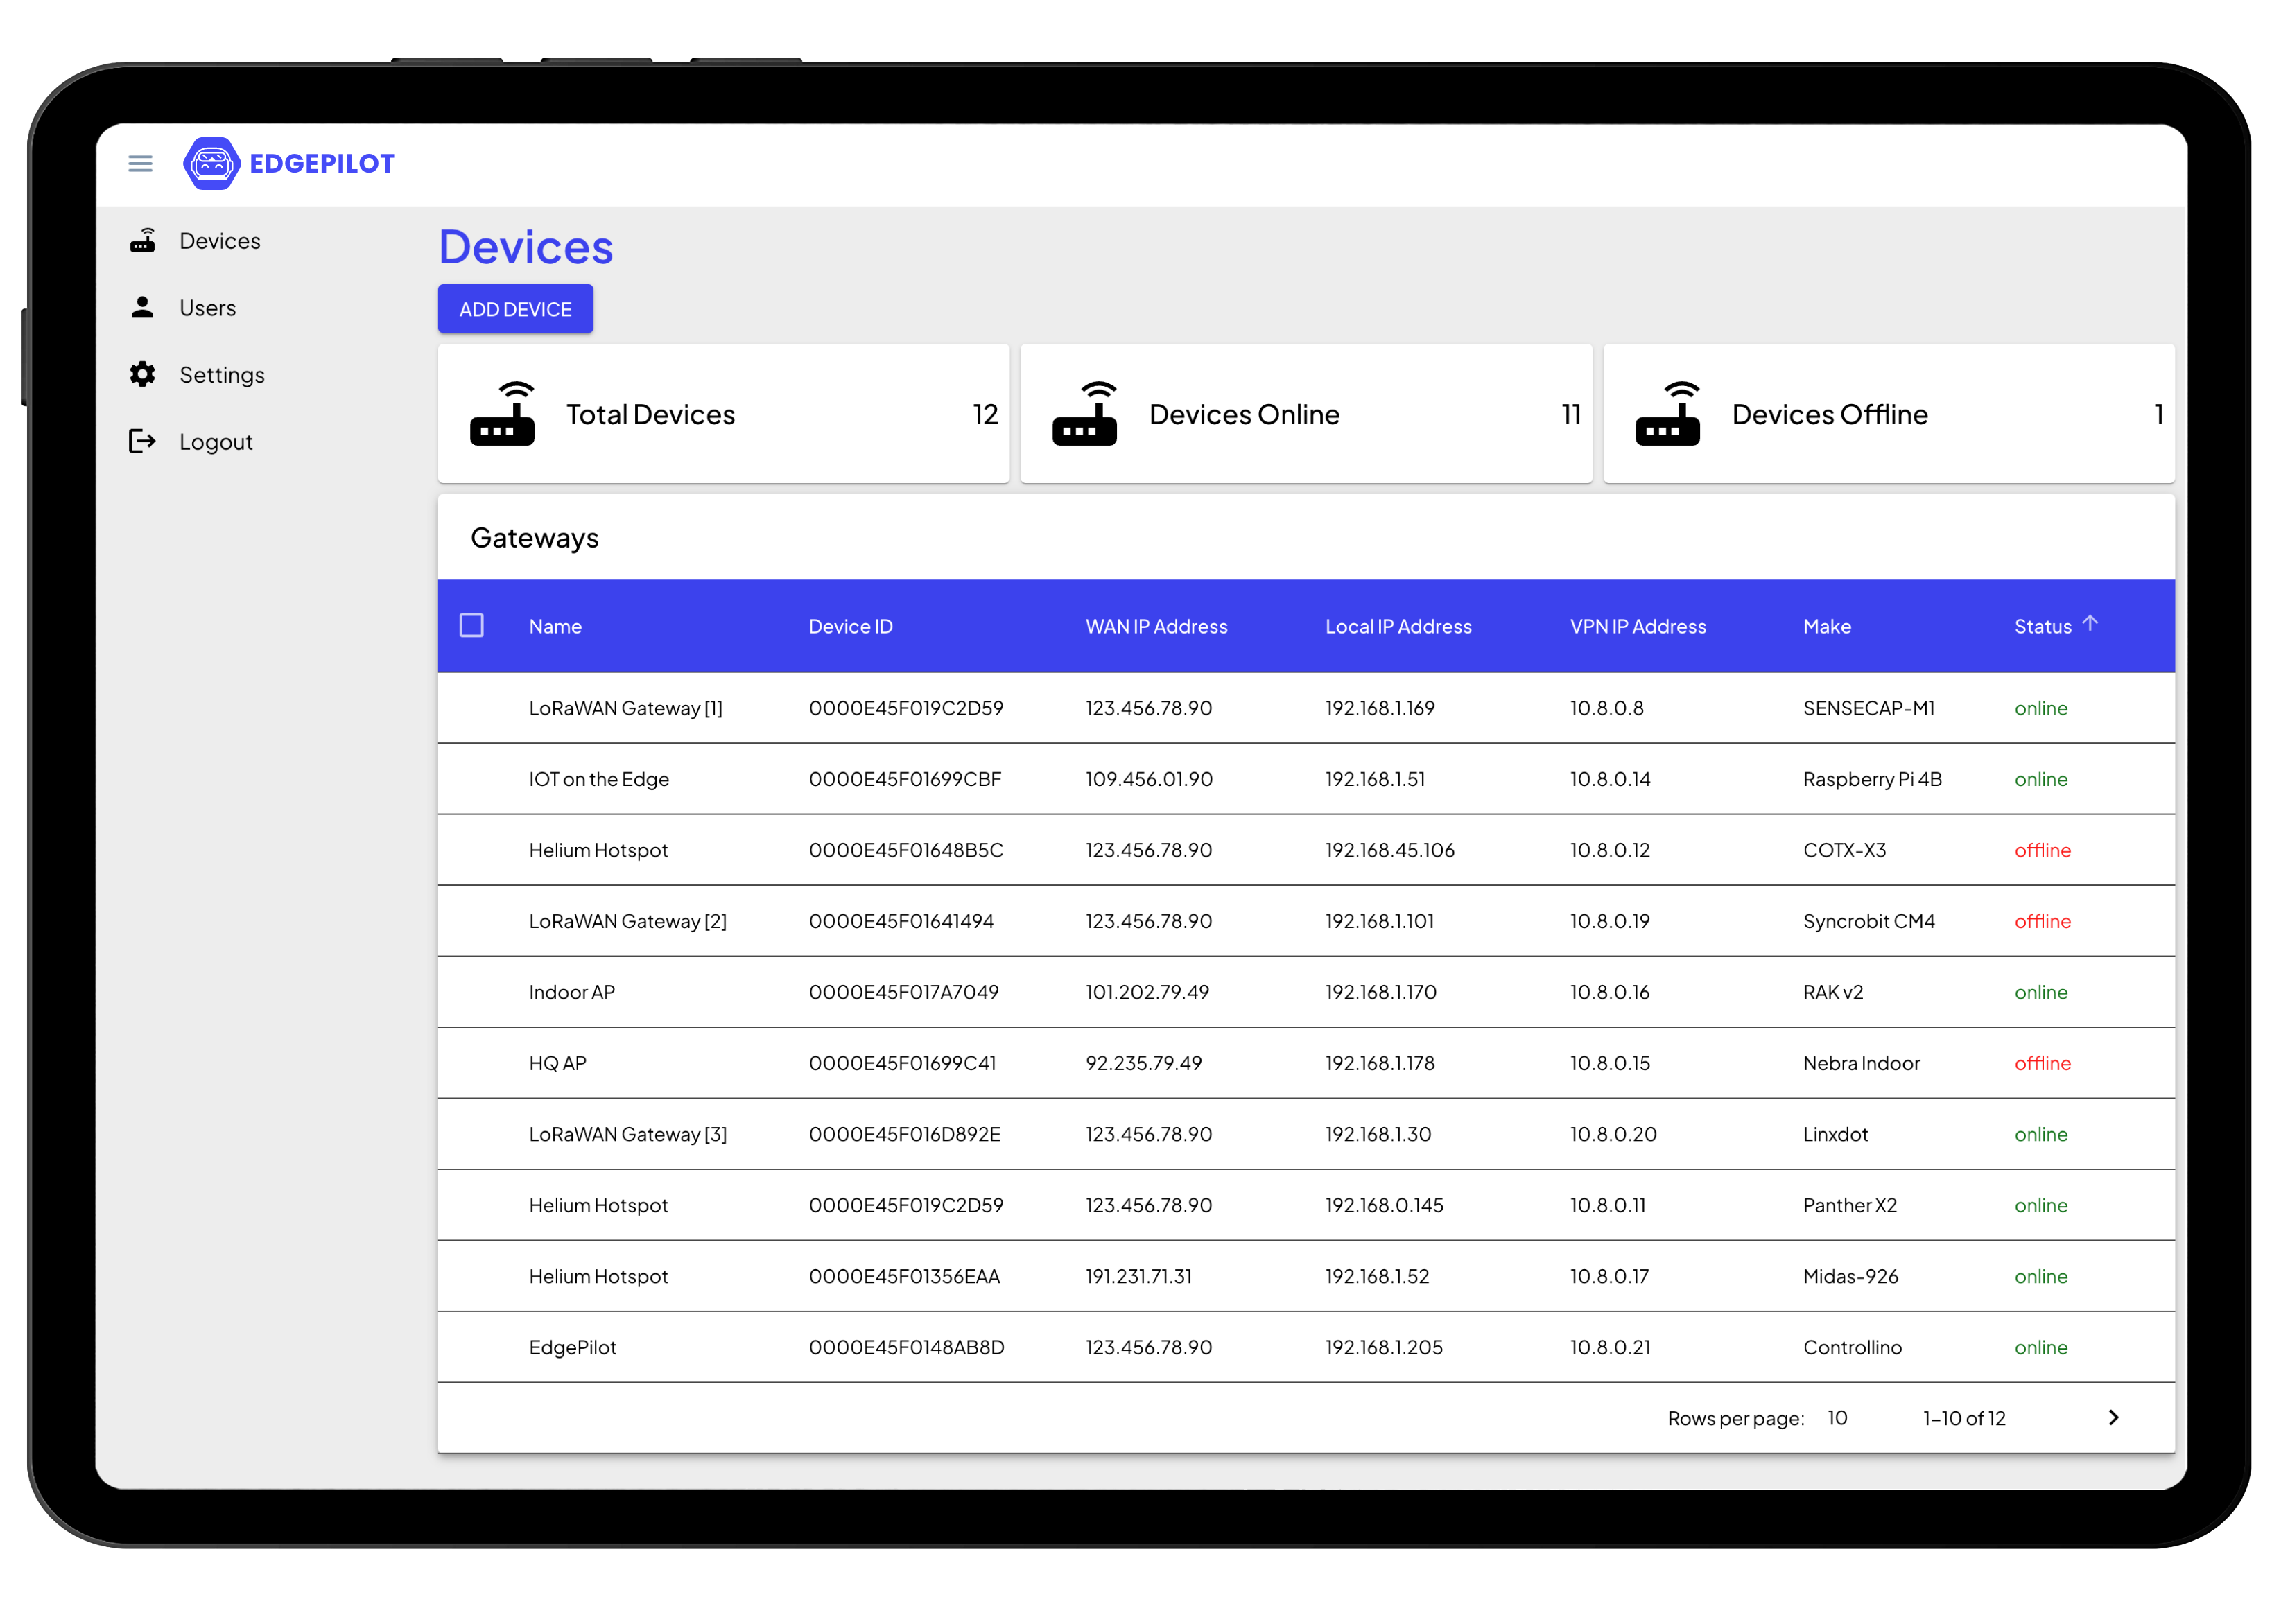 EDGEPILOT
Devices
Users
Settings
Logout
Devices
ADD DEVICE
Total Devices 12
Devices Online 11
Devices Offline 1
Gateways
Name Device ID WAN IP Address Local IP Address VPN IP Address Make Status
LoRaWAN Gateway [1] 0000E45F019C2D59 123.456.78.90 192.168.1.169 10.8.0.8 SENSECAP-M1 online
IOT on the Edge 0000E45F01699CBF 109.456.01.90 192.168.1.51 10.8.0.14 Raspberry Pi 4B online
Helium Hotspot 0000E45F01648B5C 123.456.78.90 192.168.45.106 10.8.0.12 COTX-X3 offline
LoRaWAN Gateway [2] 0000E45F01641494 123.456.78.90 192.168.1.101 10.8.0.19 Syncrobit CM4 offline
Indoor AP 0000E45F017A7049 101.202.79.49 192.168.1.170 10.8.0.16 RAK v2 online
HQ AP 0000E45F01699C41 92.235.79.49 192.168.1.178 10.8.0.15 Nebra Indoor offline
LoRaWAN Gateway [3] 0000E45F016D892E 123.456.78.90 192.168.1.30 10.8.0.20 Linxdot online
Helium Hotspot 0000E45F019C2D59 123.456.78.90 192.168.0.145 10.8.0.11 Panther X2 online
Helium Hotspot 0000E45F01356EAA 191.231.71.31 192.168.1.52 10.8.0.17 Midas-926 online
EdgePilot 0000E45F0148AB8D 123.456.78.90 192.168.1.205 10.8.0.21 Controllino online
Rows per page: 10 1–10 of 12